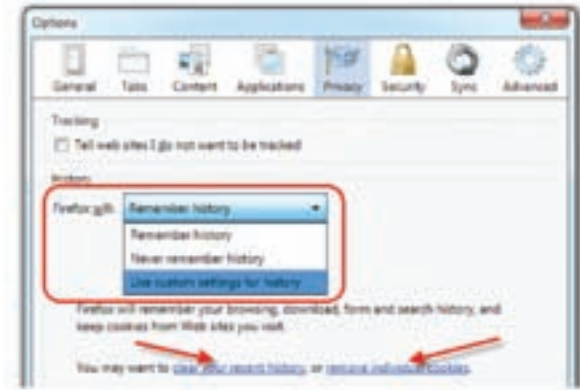 Options
General Tabs Content Applications Privacy Security Sync Advanced
Tracking
Tell web sites I do not want to be tracked
History
Firefox will: Remember history
Remember history
Never remember history
Use custom settings for history
Firefox will remember your browsing, download, form and search history, and
keep cookies from Web sites you visit.
You may want to clear your recent history, or remove individual cookies.